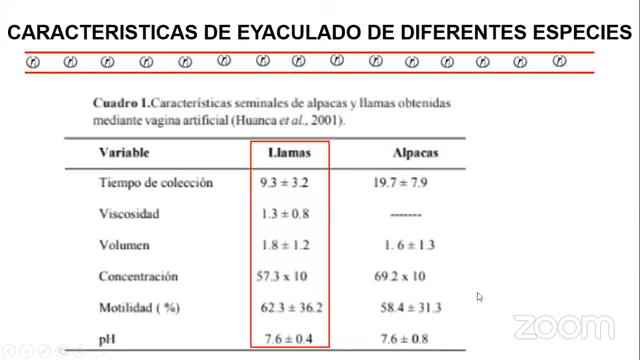 CARACTERISTICAS DE EYACULADO DE DIFERENTES ESPECIES
Cuadro 1.Características seminales de alpacas y llamas obtenidas
mediante vagina artificial (Huanca et al., 2001).
Variable Llamas Alpacas
Tiempo de colección 9.3 ± 3.2 19.7 ± 7.9
Viscosidad 1.3 ± 0.8 -------
Volumen 1.8 ± 1.2 1. 6 ± 1.3
Concentración 57.3 x 10 69.2 x 10
Motilidad ( %) 62.3 ± 36.2 58.4 ± 31.3
pH 7.6 ± 0.4 7.6 ± 0.8
zoom